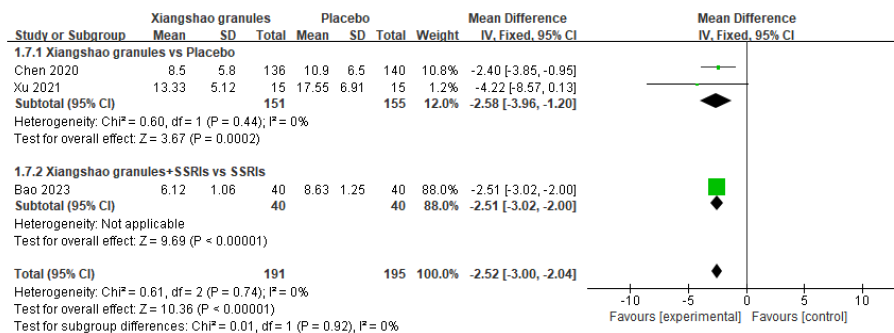 Xiangshao granules Placebo Mean Difference Mean Difference
Study or Subgroup Mean SD Total Mean SD Total Weight IV, Fixed, 95% CI IV, Fixed, 95% CI
1.7.1 Xiangshao granules vs Placebo
Chen 2020 8.5 5.8 136 10.9 6.5 140 10.8% -2.40 [-3.85, -0.95]
Xu 2021 13.33 5.12 15 17.55 6.91 15 1.2% -4.22 [-8.57, 0.13]
Subtotal (95% CI) 151 155 12.0% -2.58 [-3.96, -1.20]
Heterogeneity: Chi² = 0.60, df = 1 (P = 0.44); I² = 0%
Test for overall effect: Z = 3.67 (P = 0.0002)
1.7.2 Xiangshao granules+SSRIs vs SSRIs
Bao 2023 6.12 1.06 40 8.63 1.25 40 88.0% -2.51 [-3.02, -2.00]
Subtotal (95% CI) 40 40 88.0% -2.51 [-3.02, -2.00]
Heterogeneity: Not applicable
Test for overall effect: Z = 9.69 (P < 0.00001)
Total (95% CI) 191 195 100.0% -2.52 [-3.00, -2.04]
Heterogeneity: Chi² = 0.61, df = 2 (P = 0.74); I² = 0%
Test for overall effect: Z = 10.36 (P < 0.00001)
Test for subgroup differences: Chi² = 0.01, df = 1 (P = 0.92), I² = 0%
-10 -5 0 5 10
Favours [experimental] Favours [control]